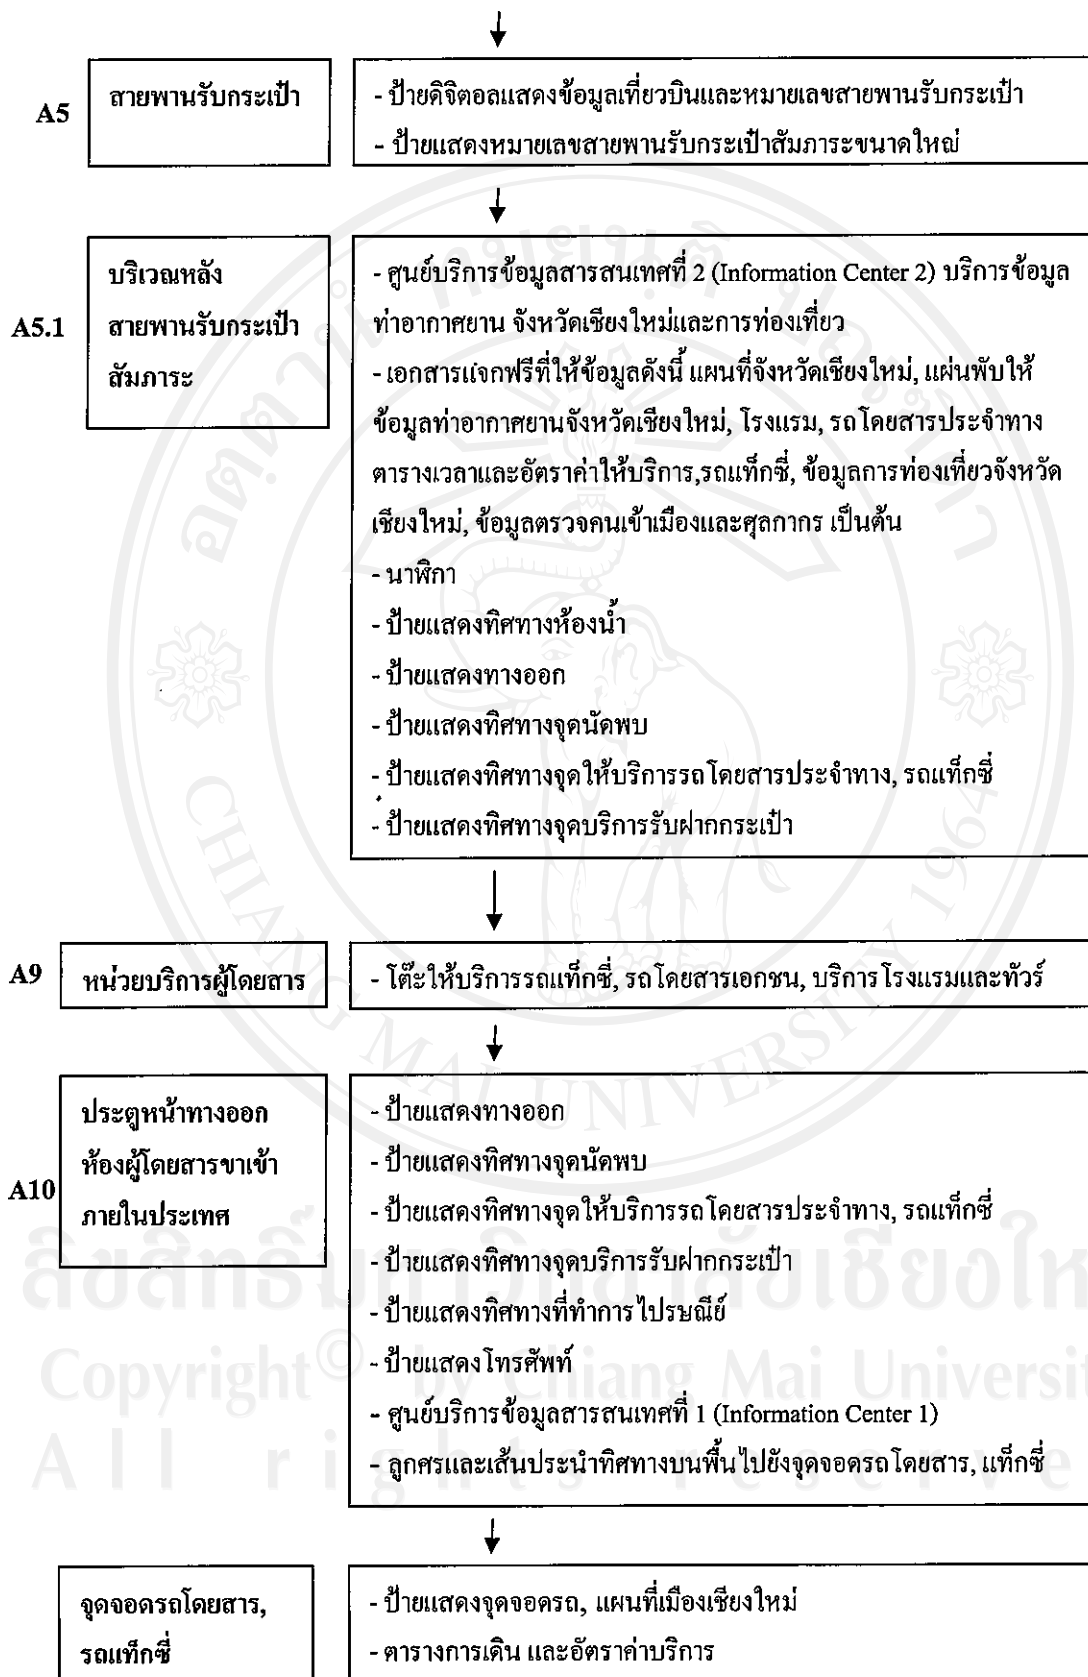 A5
สายพานรับกระเป๋า
- ป้ายดิจิตอลแสดงข้อมูลเที่ยวบินและหมายเลขสายพานรับกระเป๋า
- ป้ายแสดงหมายเลขสายพานรับกระเป๋าสัมภาระขนาดใหญ่
A5.1
บริเวณหลัง
สายพานรับกระเป๋า
สัมภาระ
- ศูนย์บริการข้อมูลสารสนเทศที่ 2 (Information Center 2) บริการข้อมูล
ท่าอากาศยาน จังหวัดเชียงใหม่และการท่องเที่ยว
- เอกสารแจกฟรีที่ให้ข้อมูลดังนี้ แผนที่จังหวัดเชียงใหม่, แผ่นพับให้
ข้อมูลท่าอากาศยานจังหวัดเชียงใหม่, โรงแรม, รถโดยสารประจำทาง
ตารางเวลาและอัตราค่าให้บริการ,รถแท็กซี่, ข้อมูลการท่องเที่ยวจังหวัด
เชียงใหม่, ข้อมูลตรวจคนเข้าเมืองและศุลกากร เป็นต้น
- นาฬิกา
- ป้ายแสดงทิศทางห้องน้ำ
- ป้ายแสดงทางออก
- ป้ายแสดงทิศทางจุดนัดพบ
- ป้ายแสดงทิศทางจุดให้บริการรถโดยสารประจำทาง, รถแท็กซี่
- ป้ายแสดงทิศทางจุดบริการรับฝากกระเป๋า
A9
หน่วยบริการผู้โดยสาร
- โต๊ะให้บริการรถแท็กซี่, รถโดยสารเอกชน, บริการโรงแรมและทัวร์
A10
ประตูหน้าทางออก
ห้องผู้โดยสารขาเข้า
ภายในประเทศ
- ป้ายแสดงทางออก
- ป้ายแสดงทิศทางจุดนัดพบ
- ป้ายแสดงทิศทางจุดให้บริการรถโดยสารประจำทาง, รถแท็กซี่
- ป้ายแสดงทิศทางจุดบริการรับฝากกระเป๋า
- ป้ายแสดงทิศทางที่ทำการไปรษณีย์
- ป้ายแสดงโทรศัพท์
- ศูนย์บริการข้อมูลสารสนเทศที่ 1 (Information Center 1)
- ลูกศรและเส้นประนำทิศทางบนพื้นไปยังจุดจอดรถโดยสาร, แท็กซี่
จุดจอดรถโดยสาร,
รถแท็กซี่
- ป้ายแสดงจุดจอดรถ, แผนที่เมืองเชียงใหม่
- ตารางการเดิน และอัตราค่าบริการ
CHIANG MAI UNIVERSITY 1964
ลิขสิทธิ์มหาวิทยาลัยเชียงให
Copyright © by Chiang Mai Universit
All rights reserve